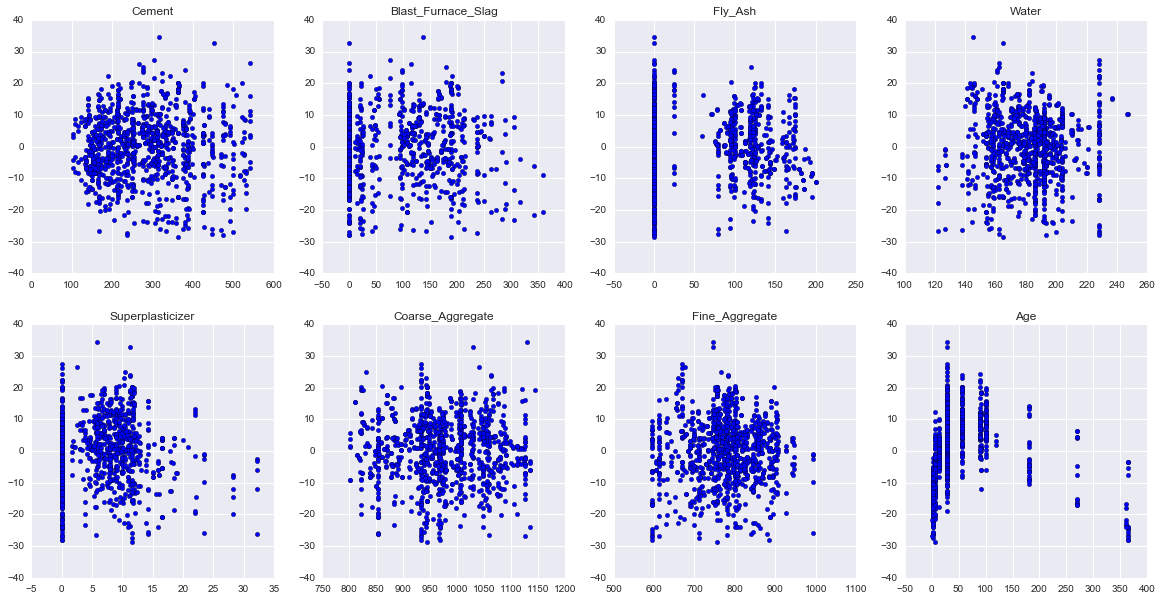 Cement Blast_Furnace_Slag Fly_Ash Water
40 40 40 40
30 30 30 30
20 20 20 20
10 10 10 10
0 0 0 0
−10 −10 −10 −10
−20 −20 −20 −20
−30 −30 −30 −30
−40 −40 −40 −40
0 100 200 300 400 500 600 −50 0 50 100 150 200 250 300 350 400 −50 0 50 100 150 200 250 100 120 140 160 180 200 220 240 260
Superplasticizer Coarse_Aggregate Fine_Aggregate Age
40 40 40 40
30 30 30 30
20 20 20 20
10 10 10 10
0 0 0 0
−10 −10 −10 −10
−20 −20 −20 −20
−30 −30 −30 −30
−40 −40 −40 −40
−5 0 5 10 15 20 25 30 35 750 800 850 900 950 1000 1050 1100 1150 1200 500 600 700 800 900 1000 1100 −50 0 50 100 150 200 250 300 350 400